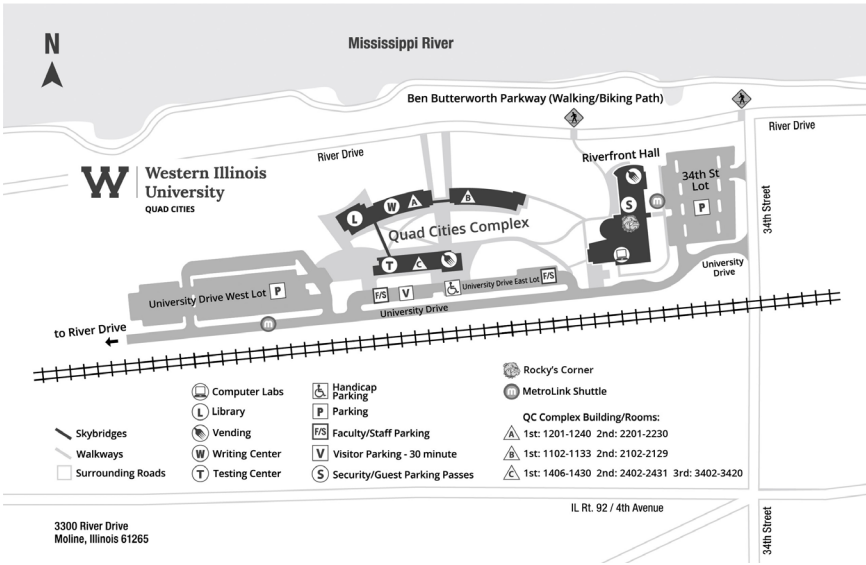 N
Mississippi River
Ben Butterworth Parkway (Walking/Biking Path)
River Drive
River Drive
Riverfront Hall
W
Western Illinois
University
QUAD CITIES
34th St
Lot
P
34th Street
L
W
A
B
S
m
Quad Cities Complex
T
C
University
Drive
University Drive West Lot
P
F/S
V
University Drive East Lot
F/S
University Drive
m
to River Drive
Computer Labs
Handicap
Parking
Rocky's Corner
L Library
P Parking
m MetroLink Shuttle
Skybridges
Vending
F/S Faculty/Staff Parking
QC Complex Building/Rooms:
A 1st: 1201-1240 2nd: 2201-2230
Walkways
W Writing Center
V Visitor Parking - 30 minute
B 1st: 1102-1133 2nd: 2102-2129
Surrounding Roads
T Testing Center
S Security/Guest Parking Passes
C 1st: 1406-1430 2nd: 2402-2431 3rd: 3402-3420
IL Rt. 92 / 4th Avenue
34th Street
3300 River Drive
Moline, Illinois 61265